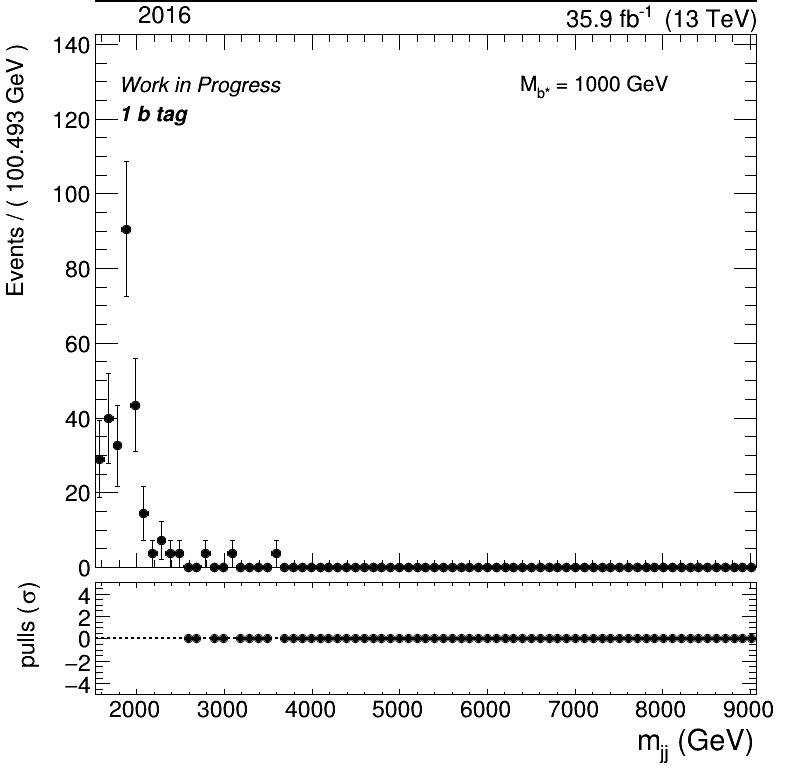 2016 35.9 fb⁻¹ (13 TeV)
Events / ( 100.493 GeV )
140
120
100
80
60
40
20
0
Work in Progress
1 b tag
M_b* = 1000 GeV
pulls (σ)
4
2
0
−2
−4
2000 3000 4000 5000 6000 7000 8000 9000
m_jj (GeV)